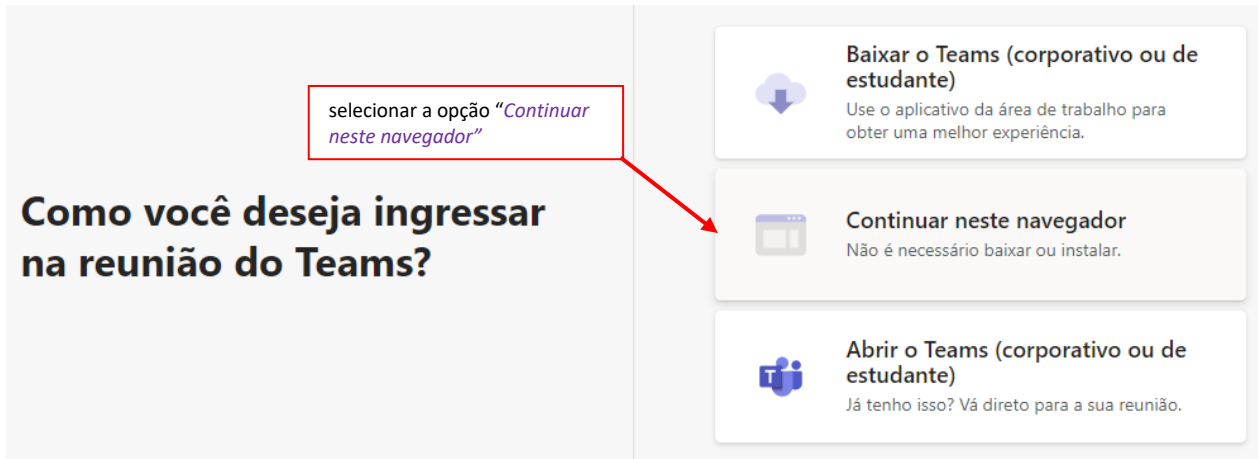 selecionar a opção “Continuar
neste navegador”
Como você deseja ingressar
na reunião do Teams?
Baixar o Teams (corporativo ou de
estudante)
Use o aplicativo da área de trabalho para
obter uma melhor experiência.
Continuar neste navegador
Não é necessário baixar ou instalar.
Abrir o Teams (corporativo ou de
estudante)
Já tenho isso? Vá direto para a sua reunião.
T